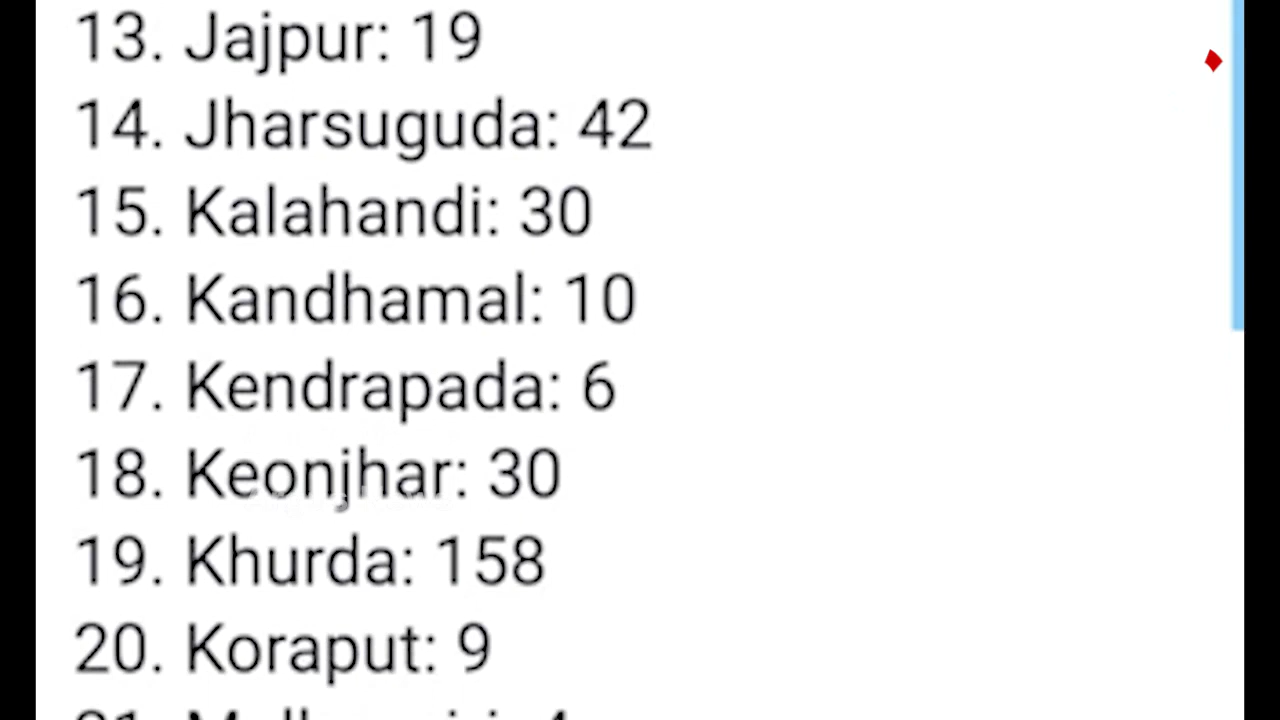 13. Jajpur: 19
14. Jharsuguda: 42
15. Kalahandi: 30
16. Kandhamal: 10
17. Kendrapada: 6
18. Keonjhar: 30
19. Khurda: 158
20. Koraput: 9